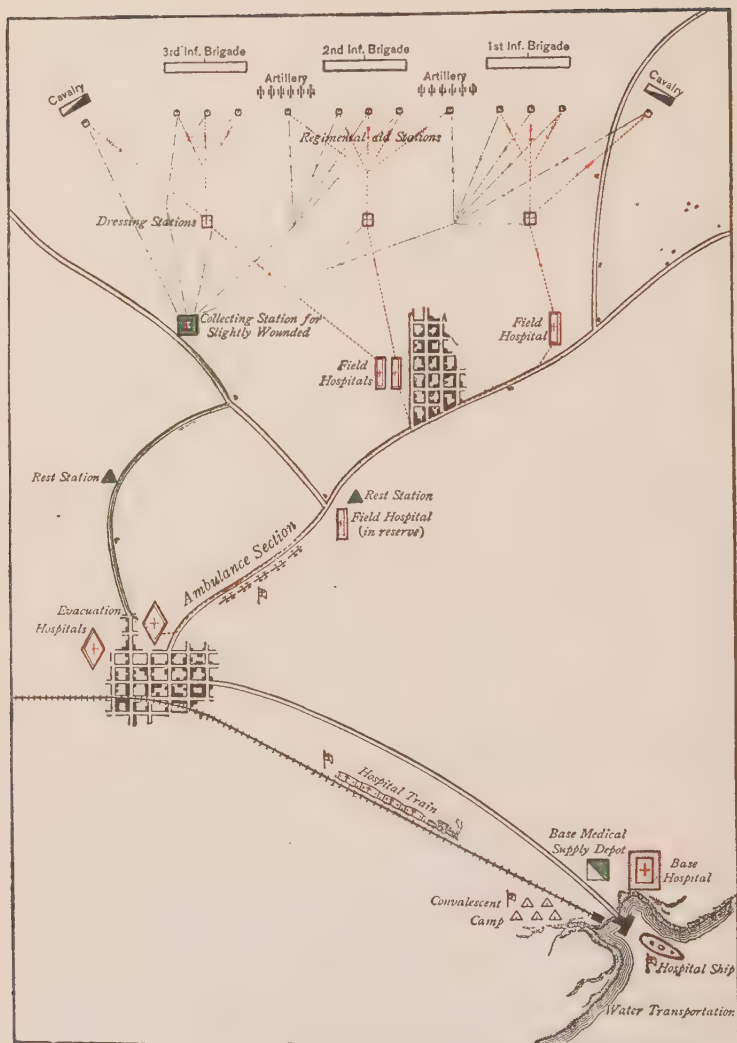 3rd Inf. Brigade
2nd Inf. Brigade
1st Inf. Brigade
Cavalry
Artillery
Artillery
Cavalry
Regimental aid Stations
Dressing Stations
Collecting Station for
Slightly Wounded
Field
Hospitals
Field
Hospital
Rest Station
Rest Station
Field Hospital
(in reserve)
Ambulance Section
Evacuation
Hospitals
Hospital Train
Base Medical
Supply Depot
Base
Hospital
Convalescent
Camp
Hospital Ship
Water Transportation